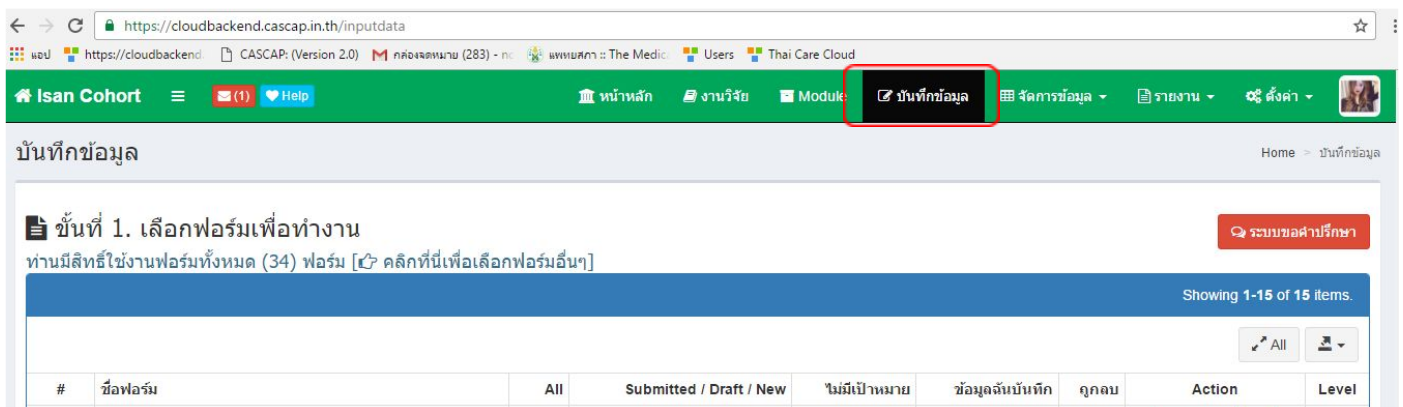 https://cloudbackend.cascap.in.th/inputdata
แอป https://cloudbackend. CASCAP: (Version 2.0) กล่องจดหมาย (283) - no แพทยสภา :: The Medic Users Thai Care Cloud
Isan Cohort (1) Help หน้าหลัก งานวิจัย Module บันทึกข้อมูล จัดการข้อมูล รายงาน ตั้งค่า
บันทึกข้อมูล Home > บันทึกข้อมูล
ขั้นที่ 1. เลือกฟอร์มเพื่อทำงาน ระบบขอคำปรึกษา
ท่านมีสิทธิ์ใช้งานฟอร์มทั้งหมด (34) ฟอร์ม [ คลิกที่นี่เพื่อเลือกฟอร์มอื่นๆ]
Showing 1-15 of 15 items.
All
# ชื่อฟอร์ม All Submitted / Draft / New ไม่มีเป้าหมาย ข้อมูลฉันบันทึก ถูกลบ Action Level